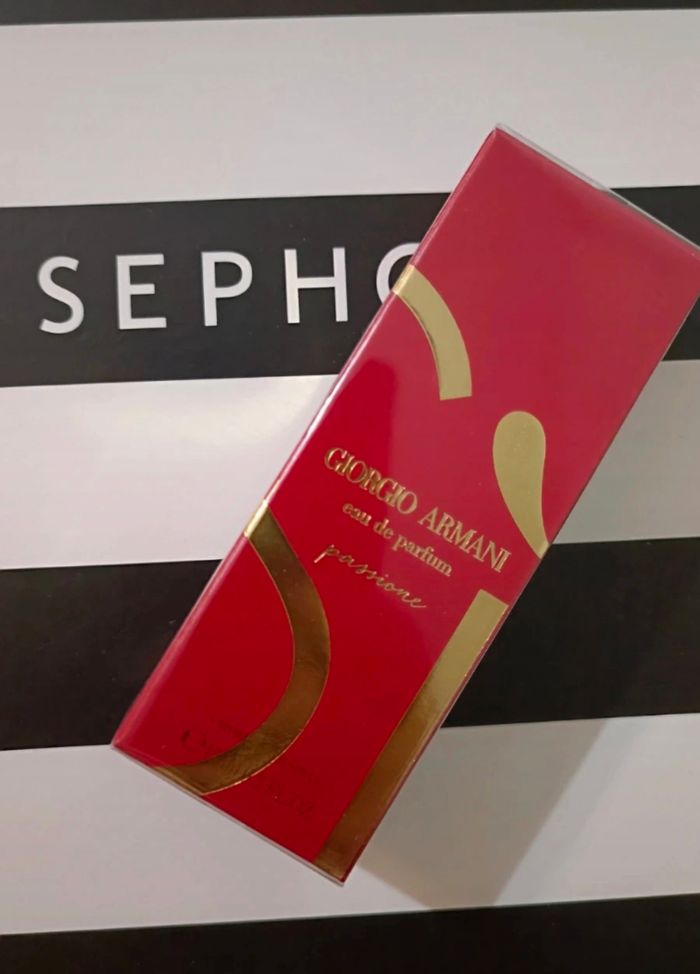 SEPHO
GIORGIO ARMANI
eau de parfum
passione